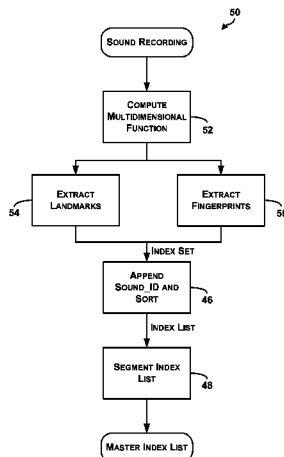 50
SOUND RECORDING
COMPUTE
MULTIDIMENSIONAL
FUNCTION
52
EXTRACT
LANDMARKS
54
EXTRACT
FINGERPRINTS
INDEX SET
APPEND
SOUND_ID AND
SORT
46
INDEX LIST
SEGMENT INDEX
LIST
48
MASTER INDEX LIST